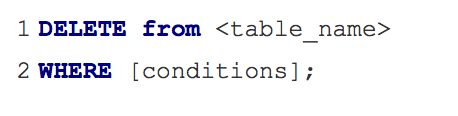 1 DELETE from <table_name>
2 WHERE [conditions];